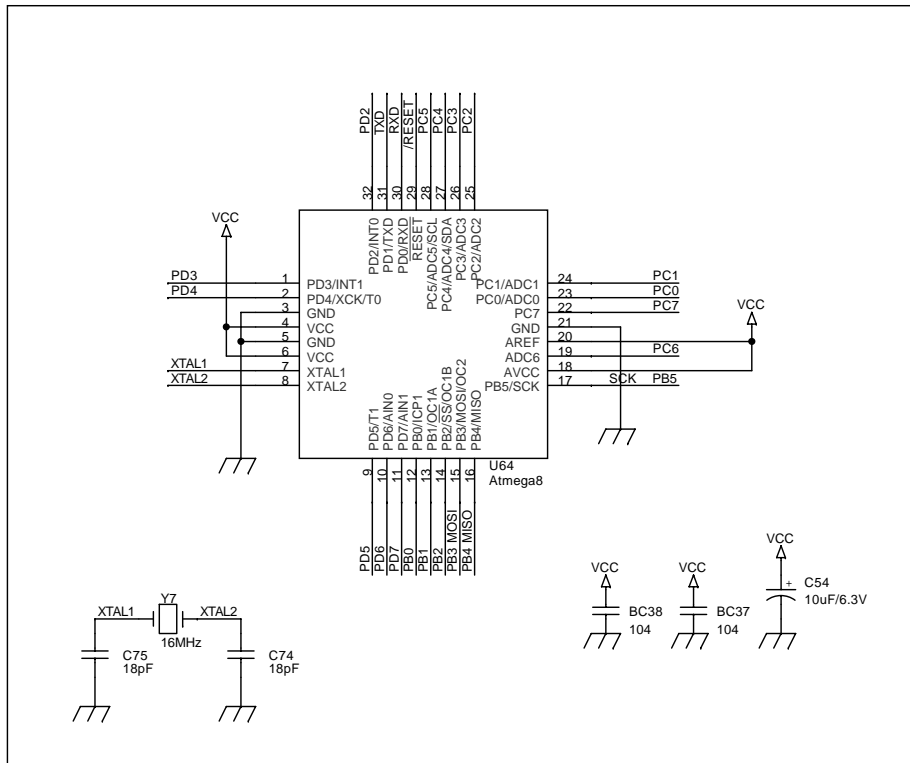 PD2
TXD
RXD
/RESET
PC5
PC4
PC3
PC2
32
31
30
29
28
27
26
25
VCC
PD2/INT0
PD1/TXD
PD0/RXD
RESET
PC5/ADC5/SCL
PC4/ADC4/SDA
PC3/ADC3
PC2/ADC2
PD3 1 PD3/INT1
PD4 2 PD4/XCK/T0
3 GND
4 VCC
5 GND
6 VCC
XTAL1 7 XTAL1
XTAL2 8 XTAL2
PC1/ADC1 24 PC1
PC0/ADC0 23 PC0
PC7 22 PC7
GND 21
AREF 20
ADC6 19 PC6
AVCC 18
PB5/SCK 17 SCK PB5
VCC
PD5/T1
PD6/AIN0
PD7/AIN1
PB0/ICP1
PB1/OC1A
PB2/SS/OC1B
PB3/MOSI/OC2
PB4/MISO
9
10
11
12
13
14
15
16
U64
Atmega8
PD5
PD6
PD7
PB0
PB1
PB2
PB3 MOSI
PB4 MISO
XTAL1 Y7 XTAL2
16MHz
C75
18pF
C74
18pF
VCC
BC38
104
VCC
BC37
104
VCC
+
C54
10uF/6.3V